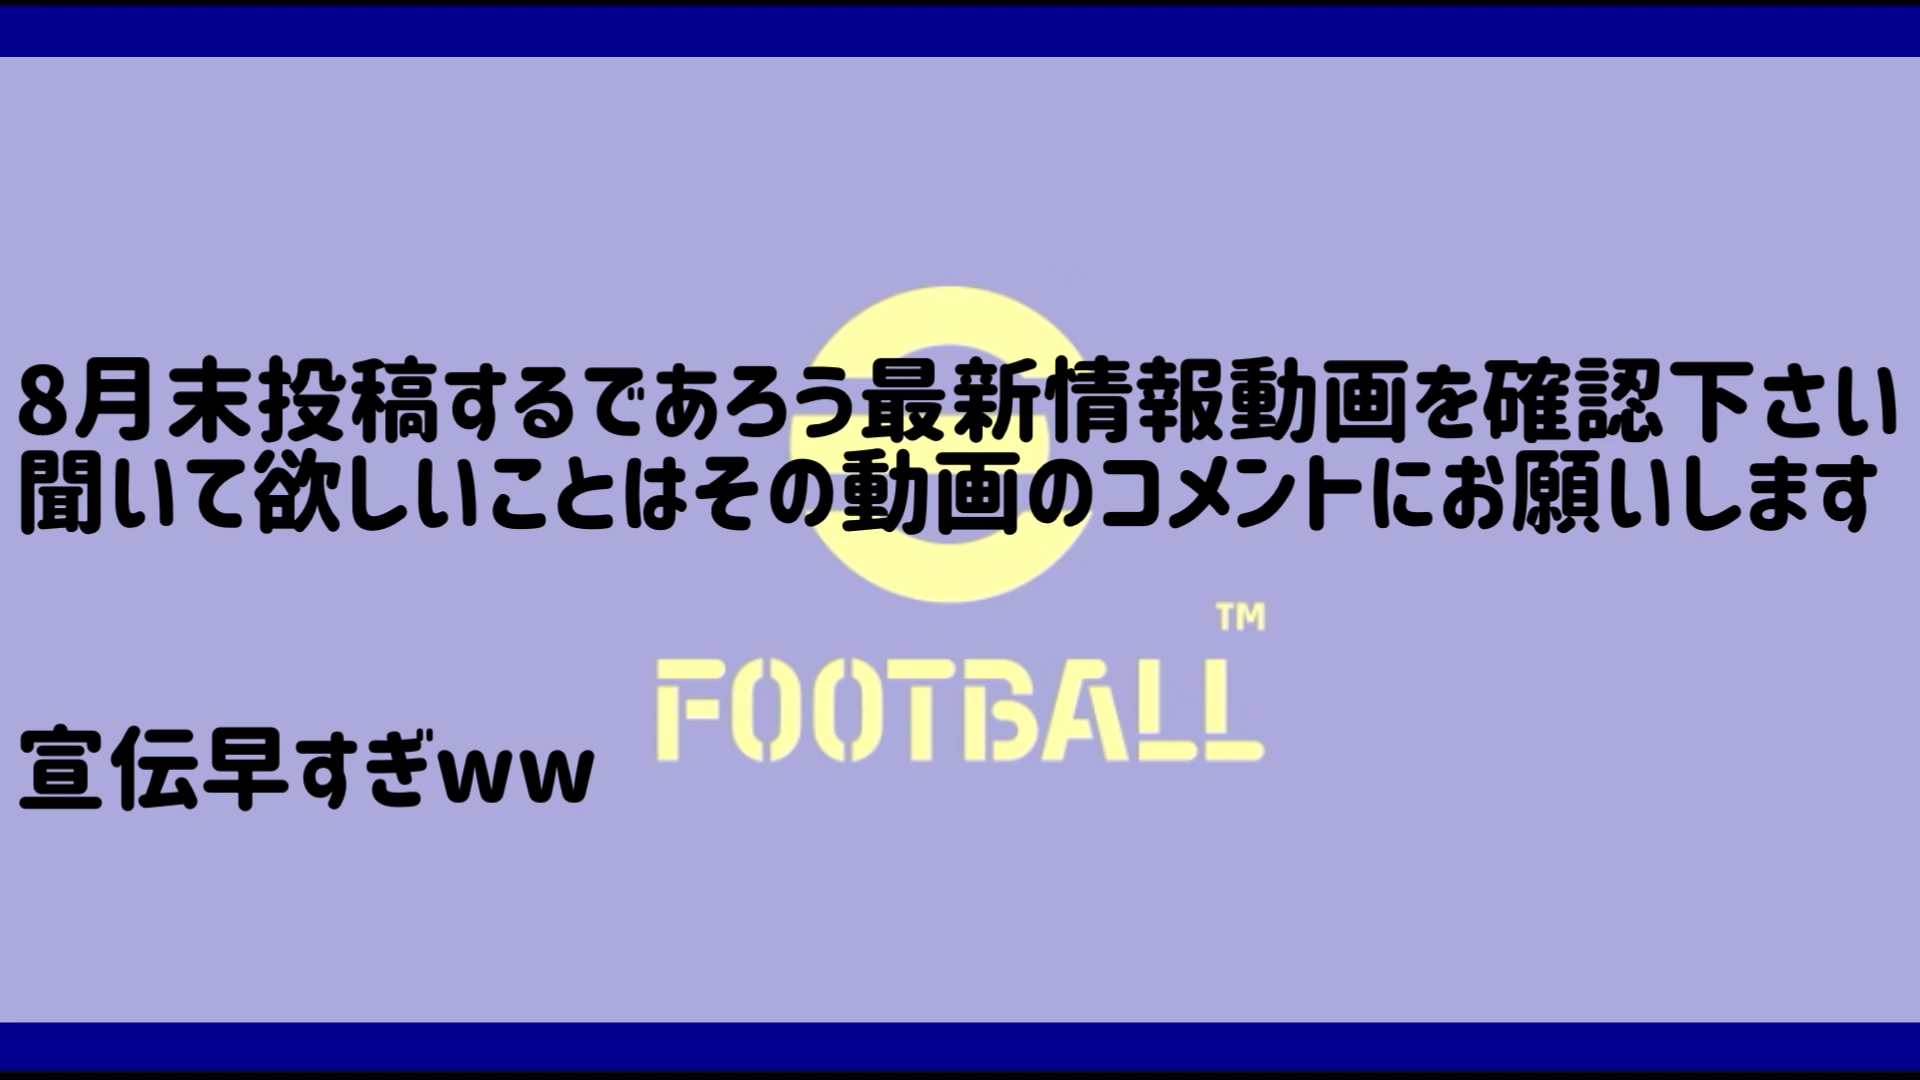 8月末投稿するであろう最新情報動画を確認下さい
聞いて欲しいことはその動画のコメントにお願いします
TM
FOOTBALL
宣伝早すぎww